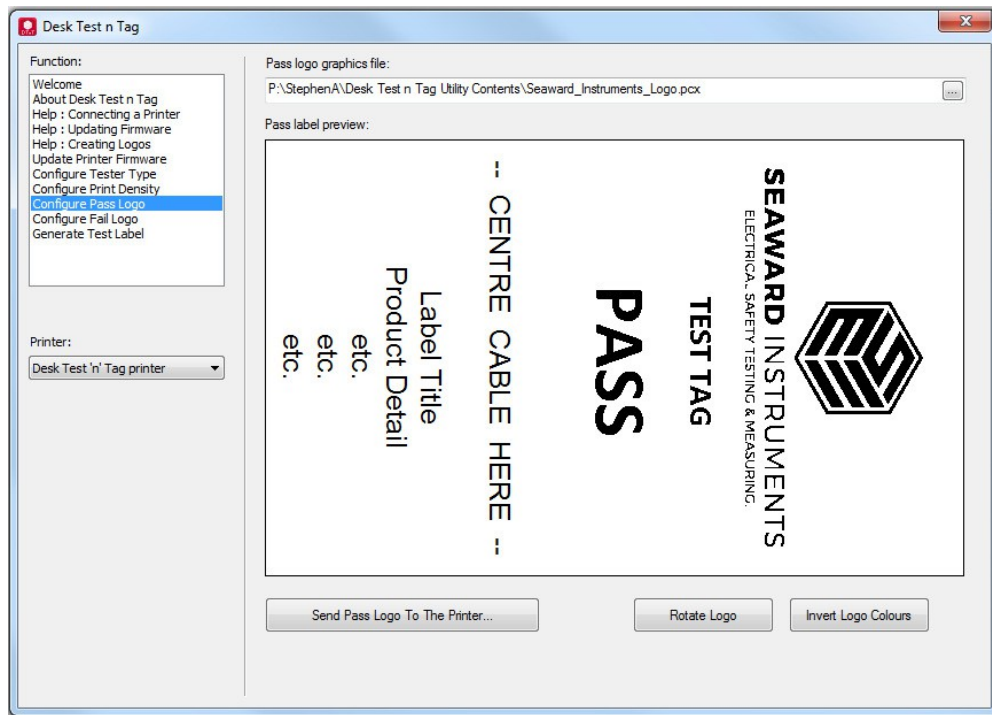 Desk Test n Tag
Function:
Welcome
About Desk Test n Tag
Help : Connecting a Printer
Help : Updating Firmware
Help : Creating Logos
Update Printer Firmware
Configure Tester Type
Configure Print Density
Configure Pass Logo
Configure Fail Logo
Generate Test Label
Printer:
Desk Test 'n' Tag printer
Pass logo graphics file:
P:\StephenA\Desk Test n Tag Utility Contents\Seaward_Instruments_Logo.pcx
...
Pass label preview:
SEAWARD INSTRUMENTS
ELECTRICAL SAFETY TESTING & MEASURING.
TEST TAG
PASS
-- CENTRE CABLE HERE --
Label Title
Product Detail
etc.
etc.
etc.
Send Pass Logo To The Printer...
Rotate Logo
Invert Logo Colours